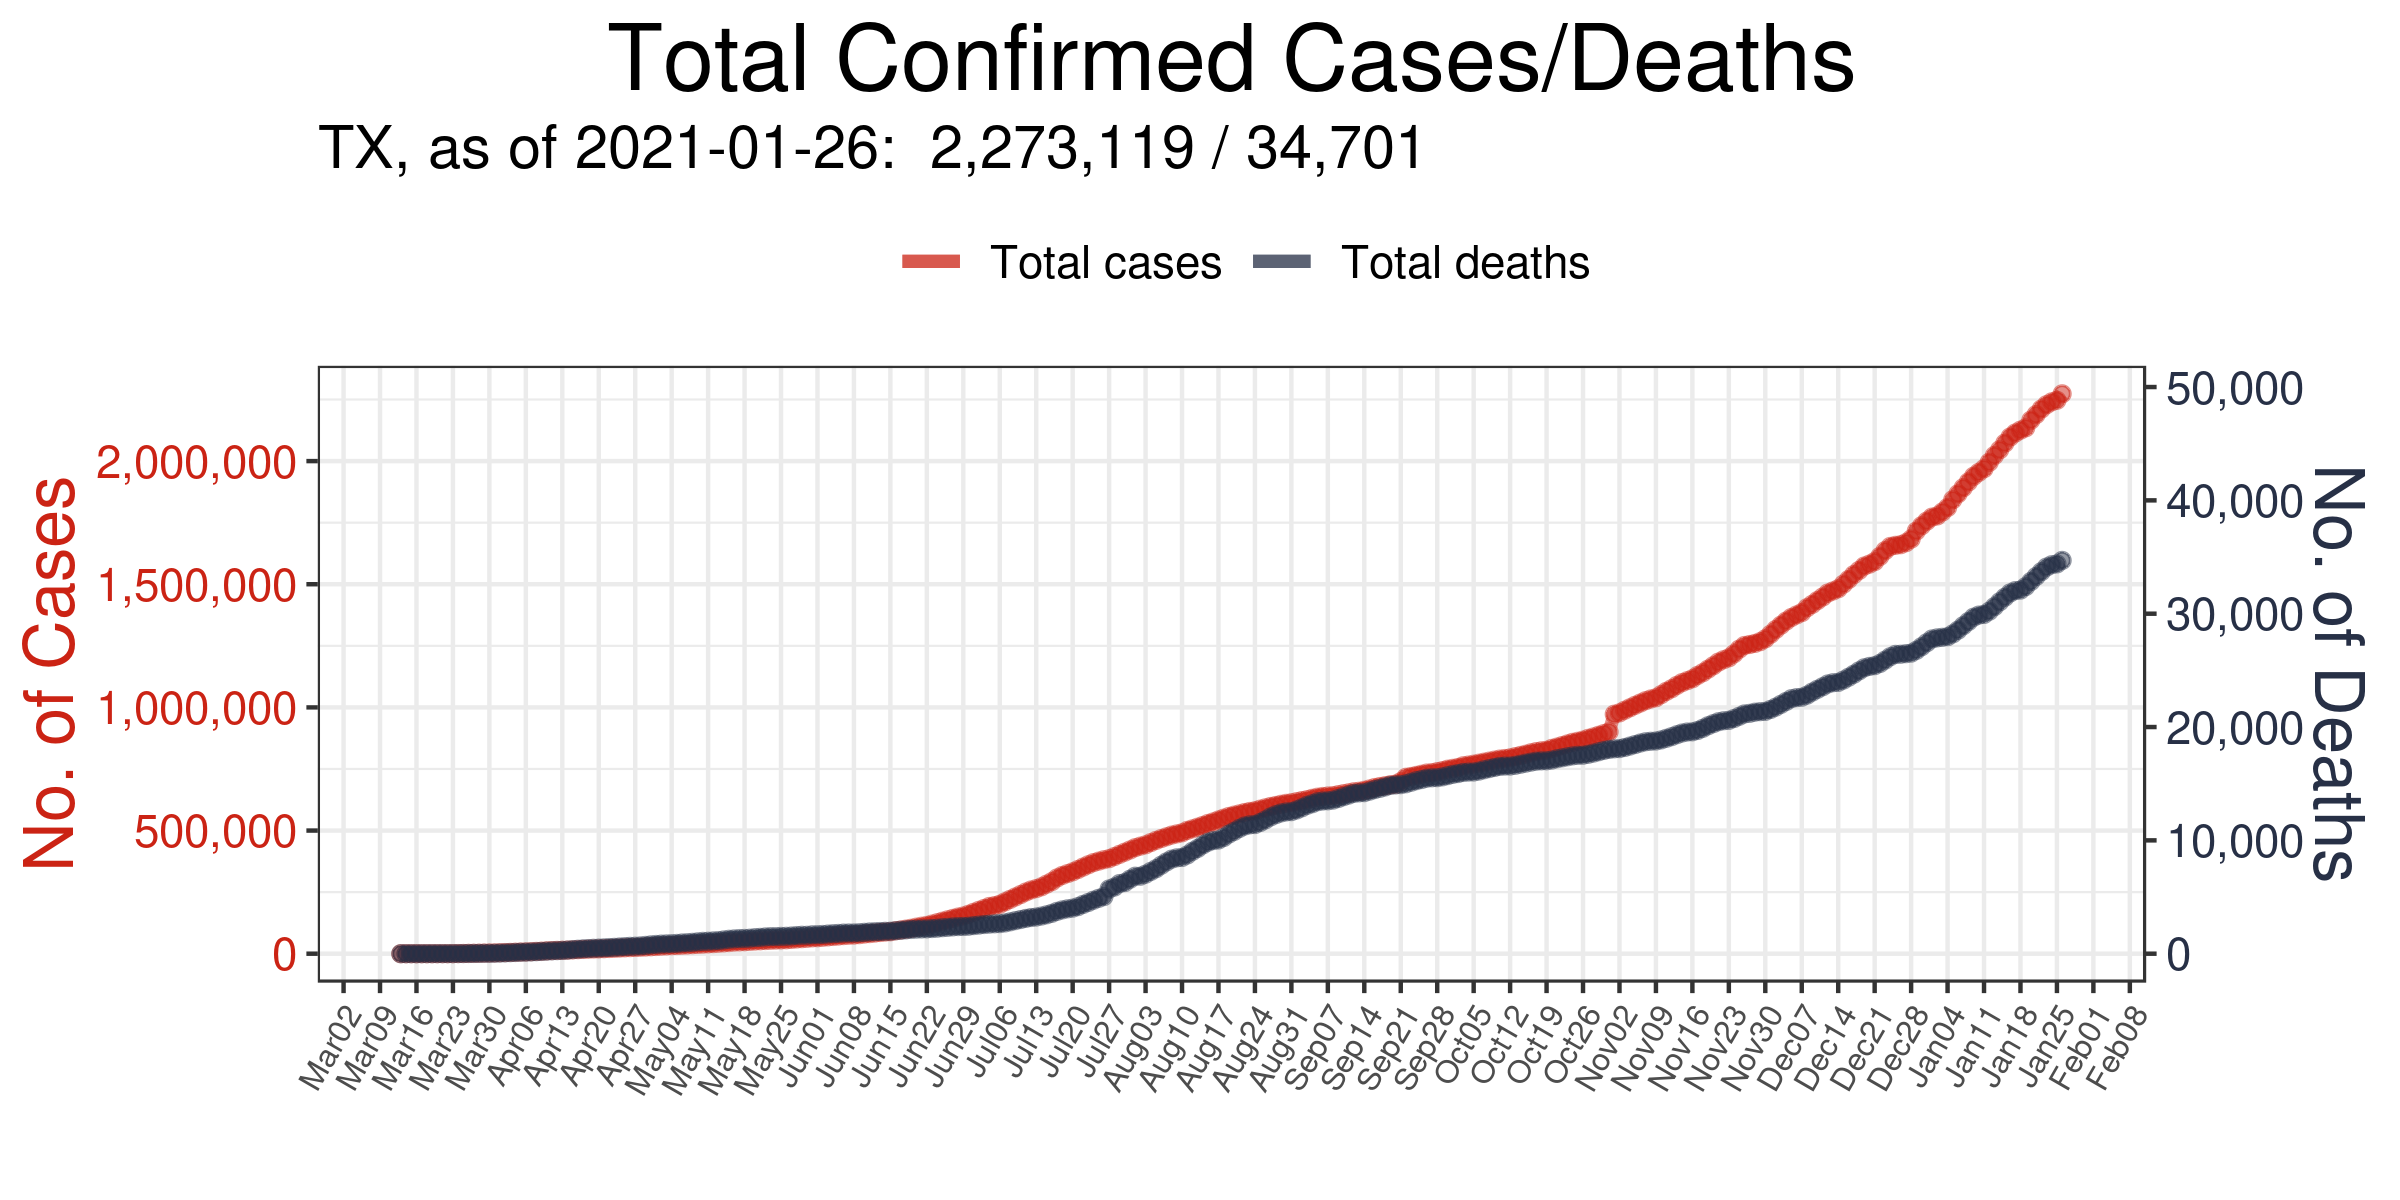 Total Confirmed Cases/Deaths
TX, as of 2021-01-26:  2,273,119 / 34,701
Total cases
Total deaths
No. of Cases
2,000,000
1,500,000
1,000,000
500,000
0
50,000
40,000
30,000
20,000
10,000
0
No. of Deaths
Mar02
Mar09
Mar16
Mar23
Mar30
Apr06
Apr13
Apr20
Apr27
May04
May11
May18
May25
Jun01
Jun08
Jun15
Jun22
Jun29
Jul06
Jul13
Jul20
Jul27
Aug03
Aug10
Aug17
Aug24
Aug31
Sep07
Sep14
Sep21
Sep28
Oct05
Oct12
Oct19
Oct26
Nov02
Nov09
Nov16
Nov23
Nov30
Dec07
Dec14
Dec21
Dec28
Jan04
Jan11
Jan18
Jan25
Feb01
Feb08